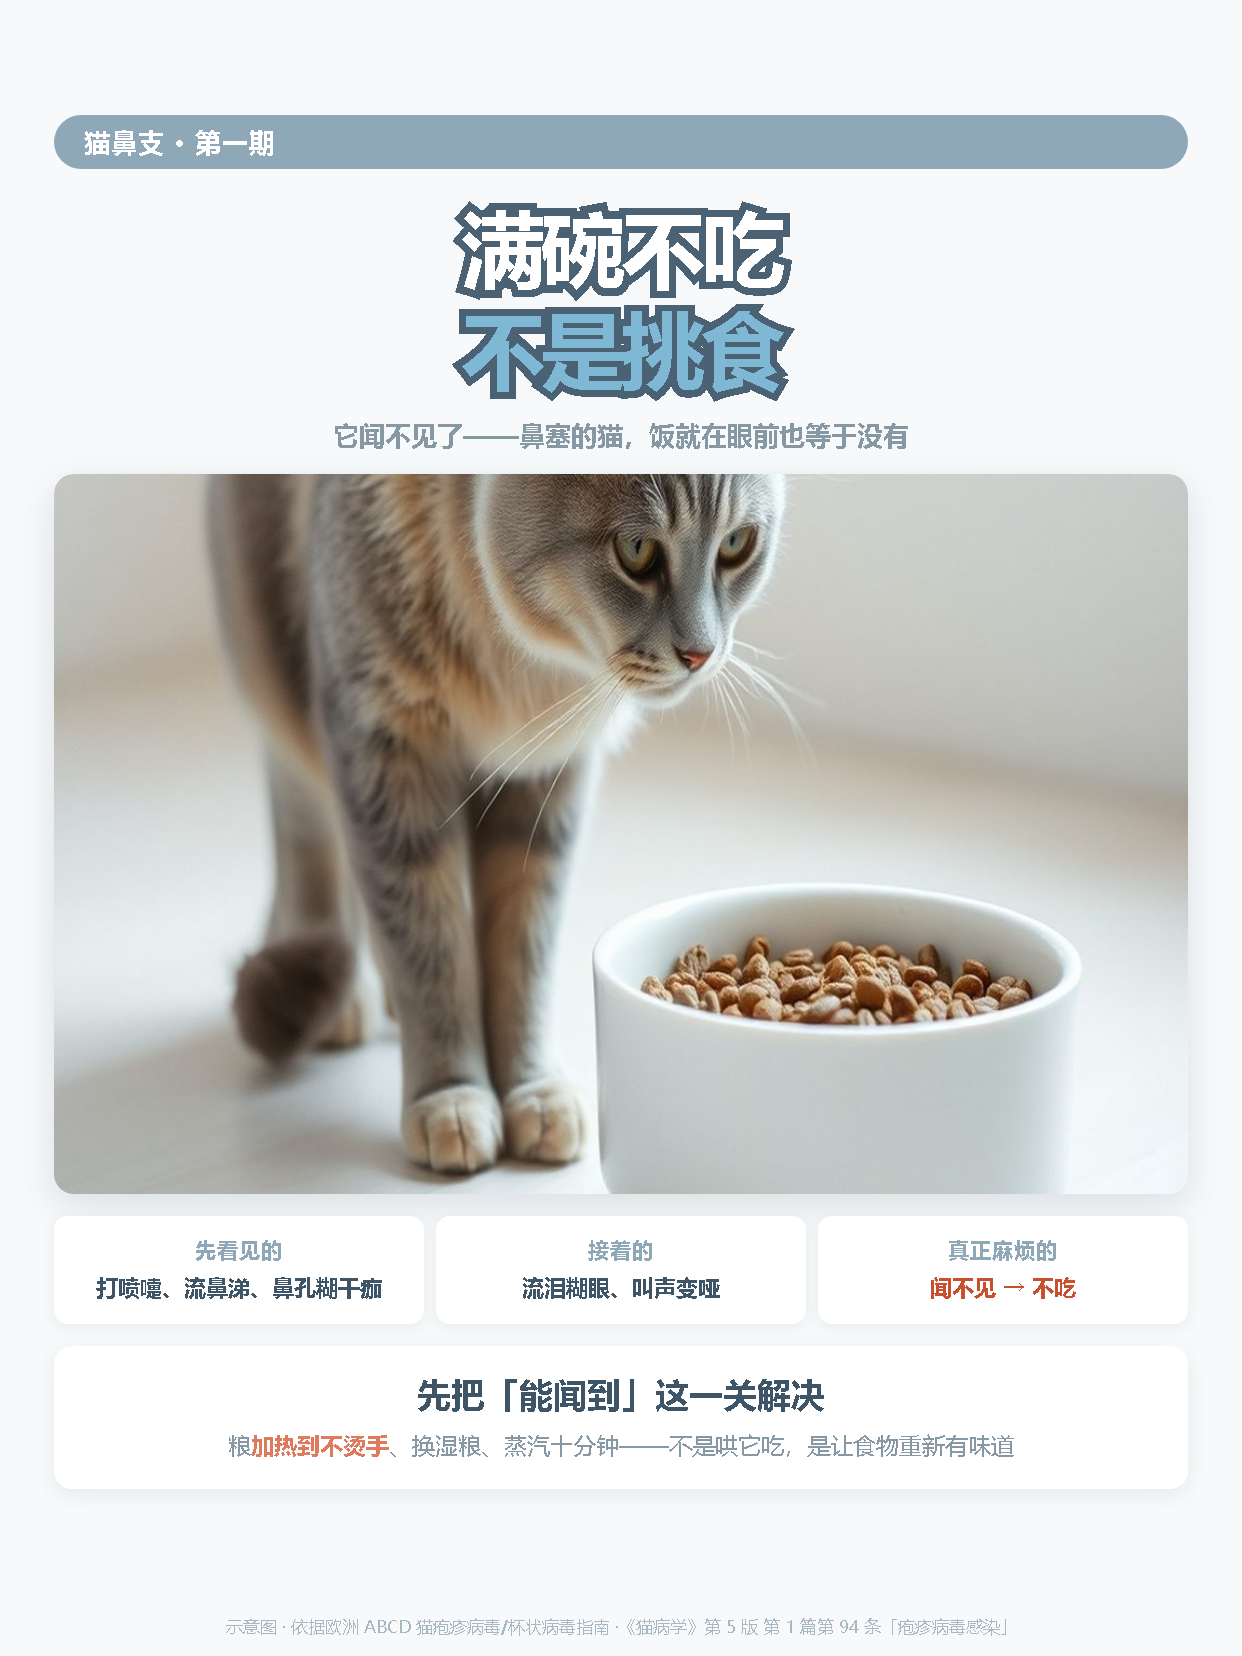 猫鼻支 · 第一期
满碗不吃
不是挑食
它闻不见了——鼻塞的猫，饭就在眼前也等于没有
先看见的
打喷嚏、流鼻涕、鼻孔糊干痂
接着的
流泪糊眼、叫声变哑
真正麻烦的
闻不见 → 不吃
先把「能闻到」这一关解决
粮加热到不烫手、换湿粮、蒸汽十分钟——不是哄它吃，是让食物重新有味道
示意图 · 依据欧洲 ABCD 猫疱疹病毒/杯状病毒指南 ·《猫病学》第 5 版 第 1 篇第 94 条「疱疹病毒感染」